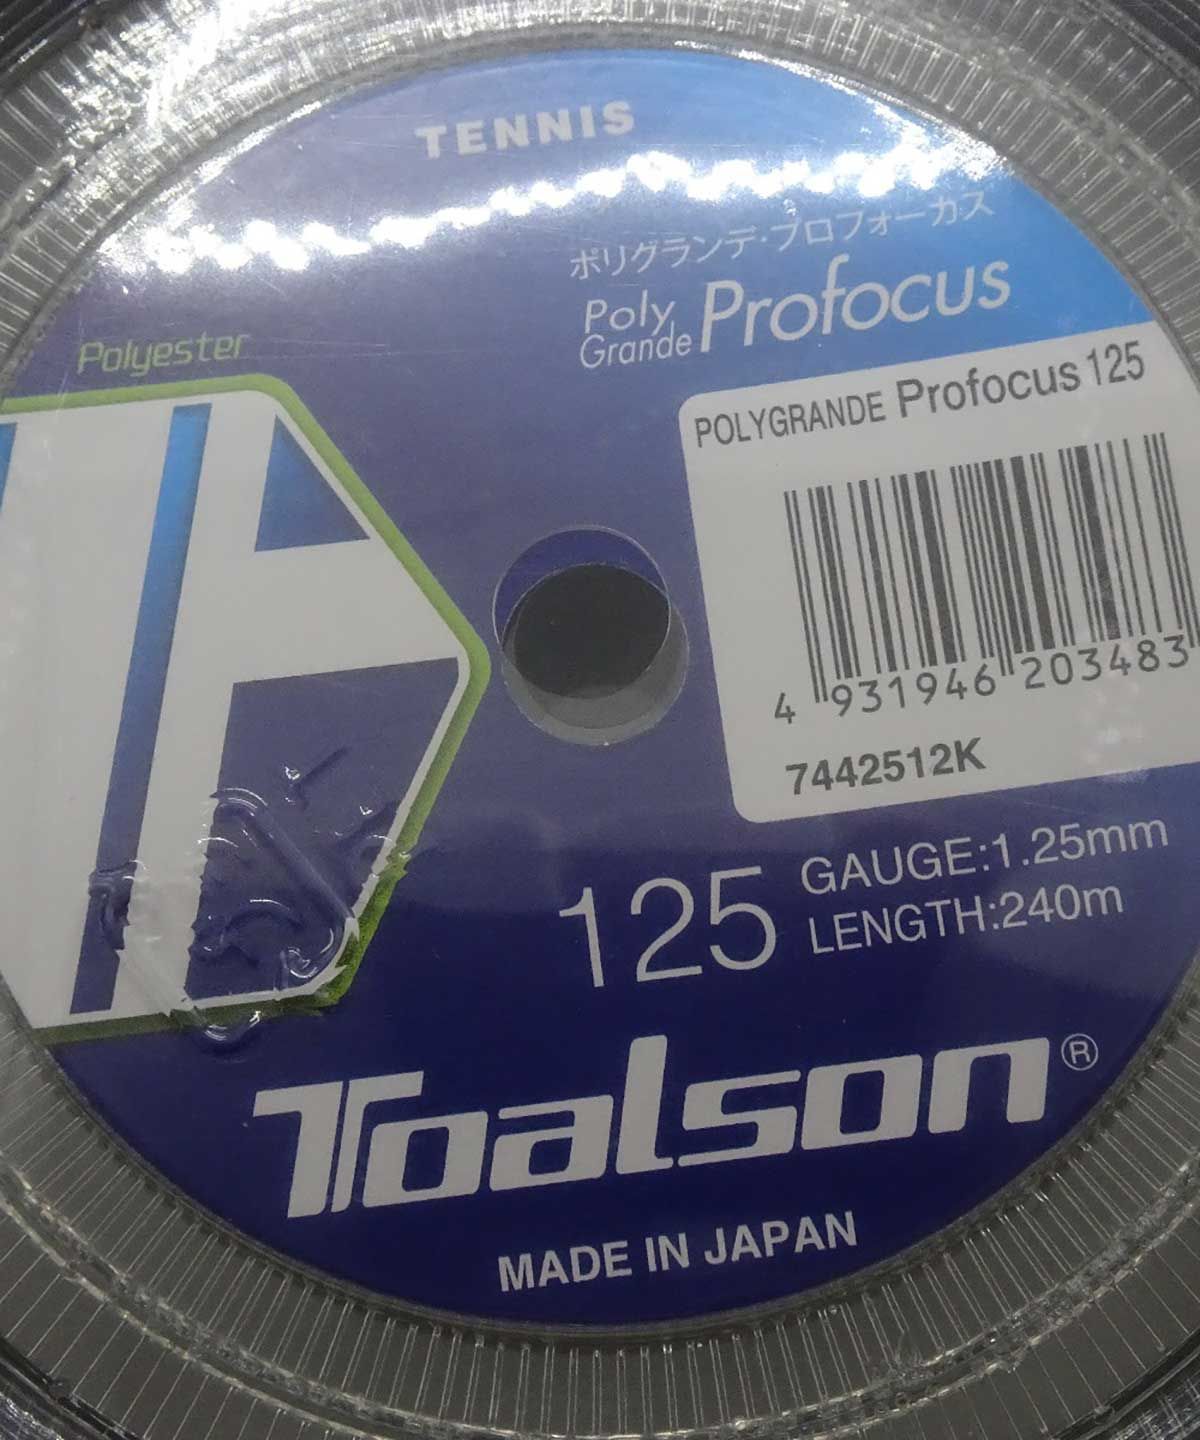 TENNIS
ポリグランデ・プロフォーカス
Poly Grande Profocus
Polyester
POLYGRANDE Profocus 125
4 931946 203483
7442512K
125
GAUGE:1.25mm
LENGTH:240m
Toalson®
MADE IN JAPAN